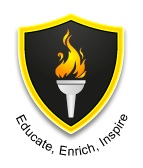 Educate, Enrich, Inspire